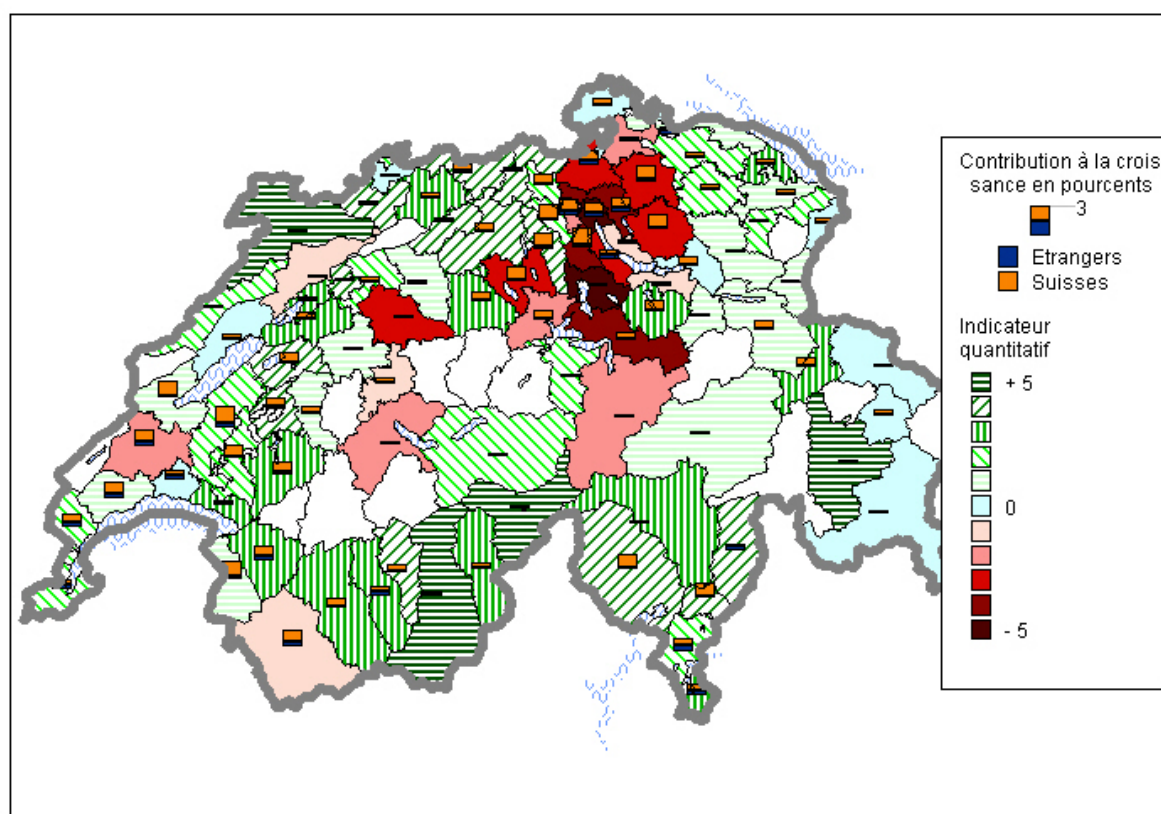 Contribution à la crois
sance en pourcents
3
Etrangers
Suisses
Indicateur
quantitatif
+ 5
0
- 5